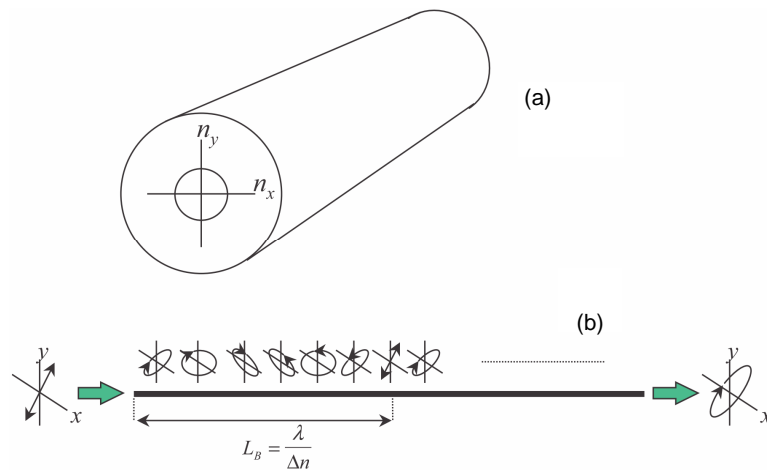 (a)
n_y
n_x
(b)
y
x
L_B = λ / Δn
y
x